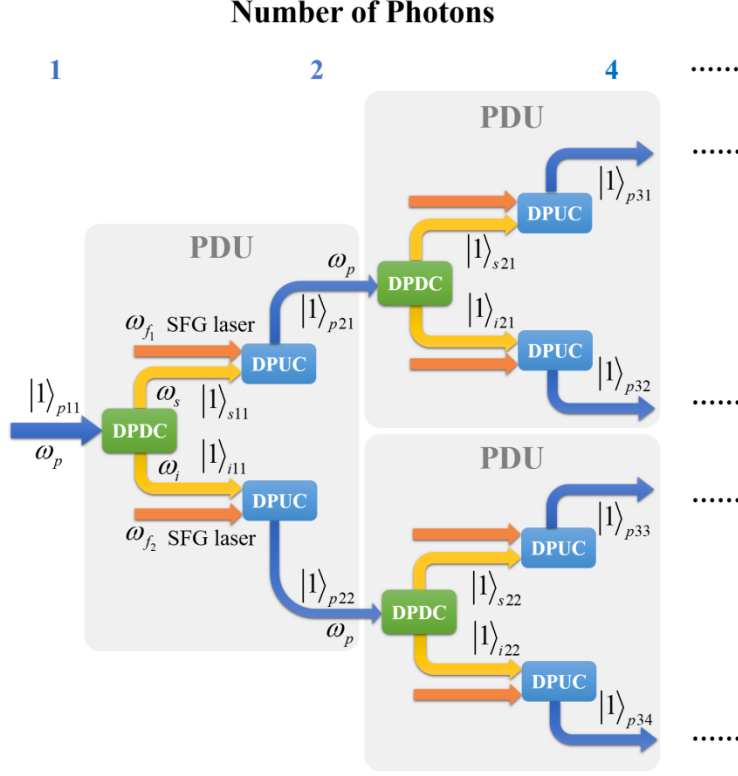 Number of Photons
1 2 4 ......
PDU
|1⟩p31 ......
DPUC
|1⟩s21
PDU
ωp DPDC
|1⟩p21
|1⟩i21
ωf1 SFG laser
DPUC DPUC
|1⟩p32
|1⟩p11 ωs |1⟩s11
......
DPDC
ωp ωi |1⟩i11
PDU
DPUC
|1⟩p33 ......
ωf2 SFG laser
DPUC
|1⟩p22 |1⟩s22
DPDC
ωp |1⟩i22
DPUC
|1⟩p34
......